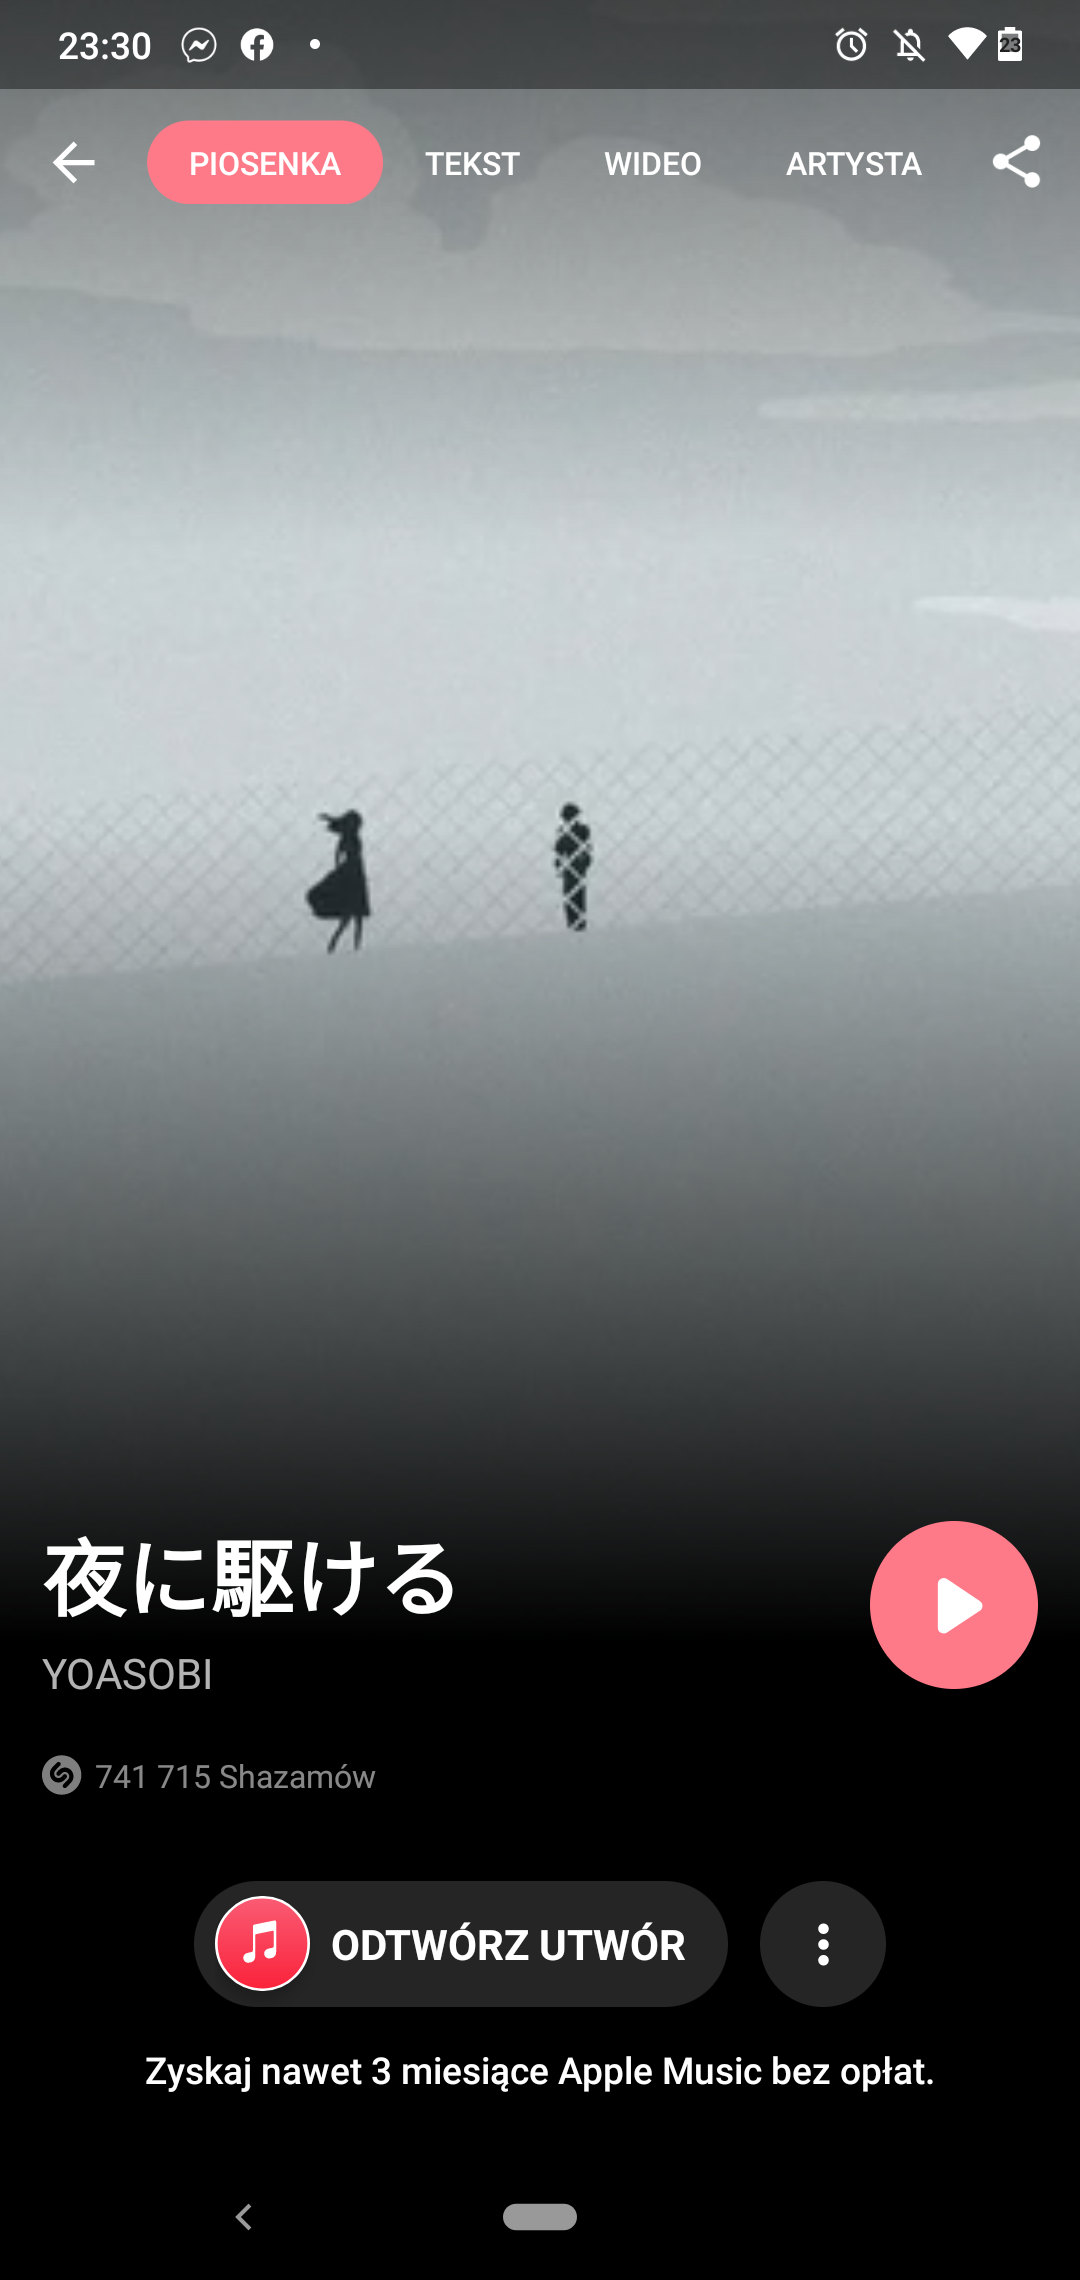 23:30
23
PIOSENKA TEKST WIDEO ARTYSTA
夜に駆ける
YOASOBI
741 715 Shazamów
ODTWÓRZ UTWÓR
Zyskaj nawet 3 miesiące Apple Music bez opłat.